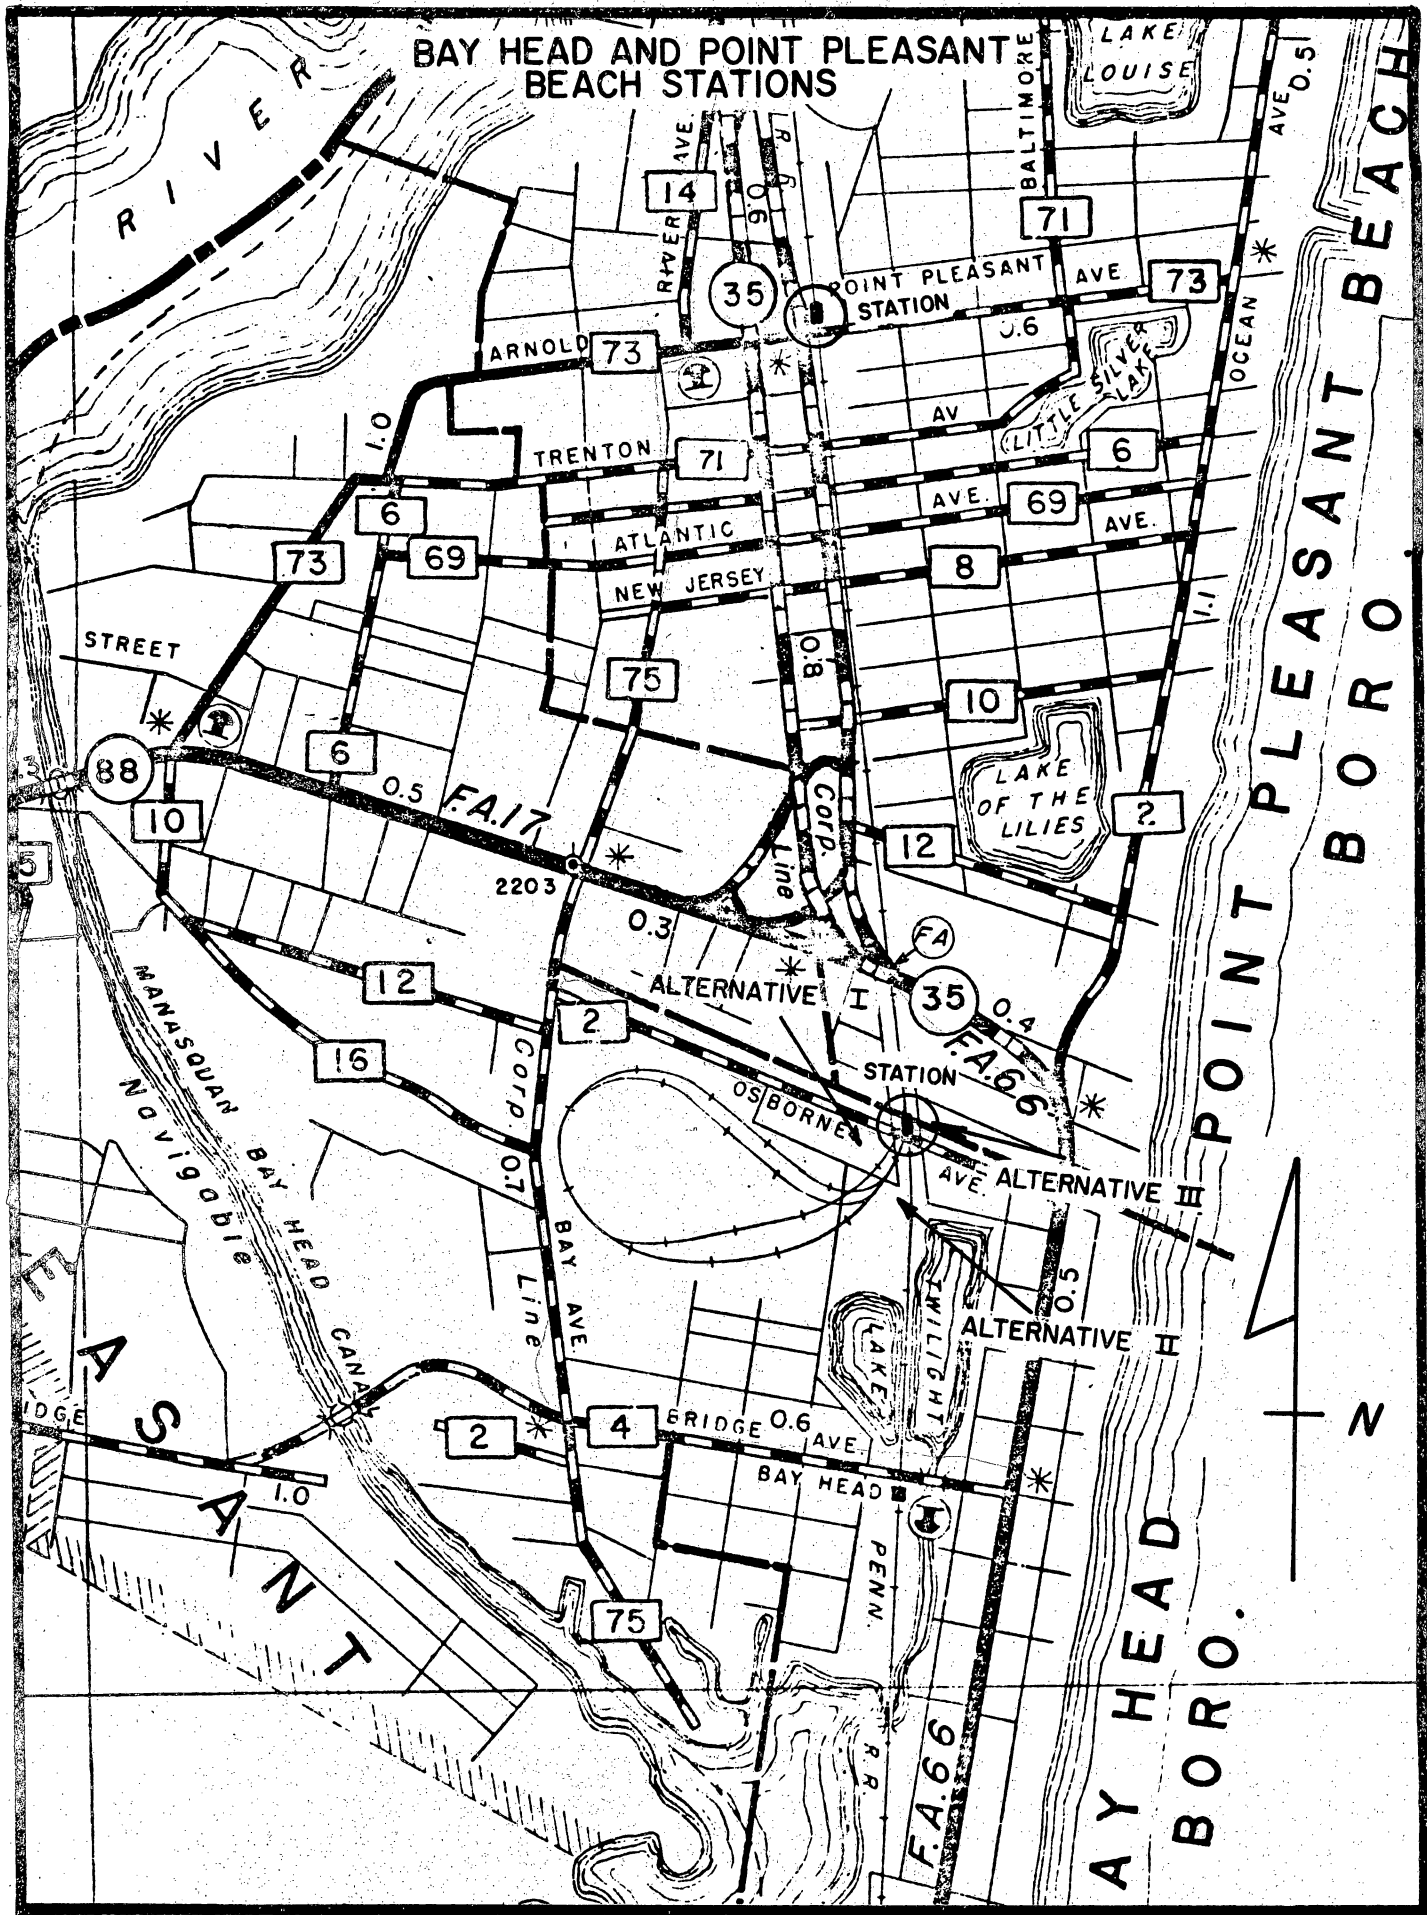 BAY HEAD AND POINT PLEASANT
BEACH STATIONS
RIVER
LAKE
LOUISE
BALTIMORE
AVE
0.5
RIVER AVE.
14
R
0.6
71
35
POINT PLEASANT
STATION
AVE
73
0.6
OCEAN
ARNOLD
73
LITTLE SILVER
LAKE
1.0
TRENTON
71
AV
6
6
ATLANTIC
AVE.
69
AVE.
73
69
NEW JERSEY
8
1.1
STREET
75
0.8
10
LAKE
OF THE
LILIES
88
6
0.5
F.A.17
Corp.
Line
10
12
2
5
2203
0.3
FA
12
ALTERNATIVE I
35
0.4
F.A.66
2
16
Corp.
STATION
OSBORNE
AVE.
MANASQUAN BAY HEAD CANAL
Navigable
0.7
ALTERNATIVE III
BAY AVE.
Line
0.5
TWILIGHT
LAKE
ALTERNATIVE II
E
ASANT
IDGE
2
4
BRIDGE 0.6 AVE.
BAY HEAD
1.0
N
PENN.
R.R.
75
F.A.66
POINT PLEASANT BEACH
BORO
AY HEAD
BORO.